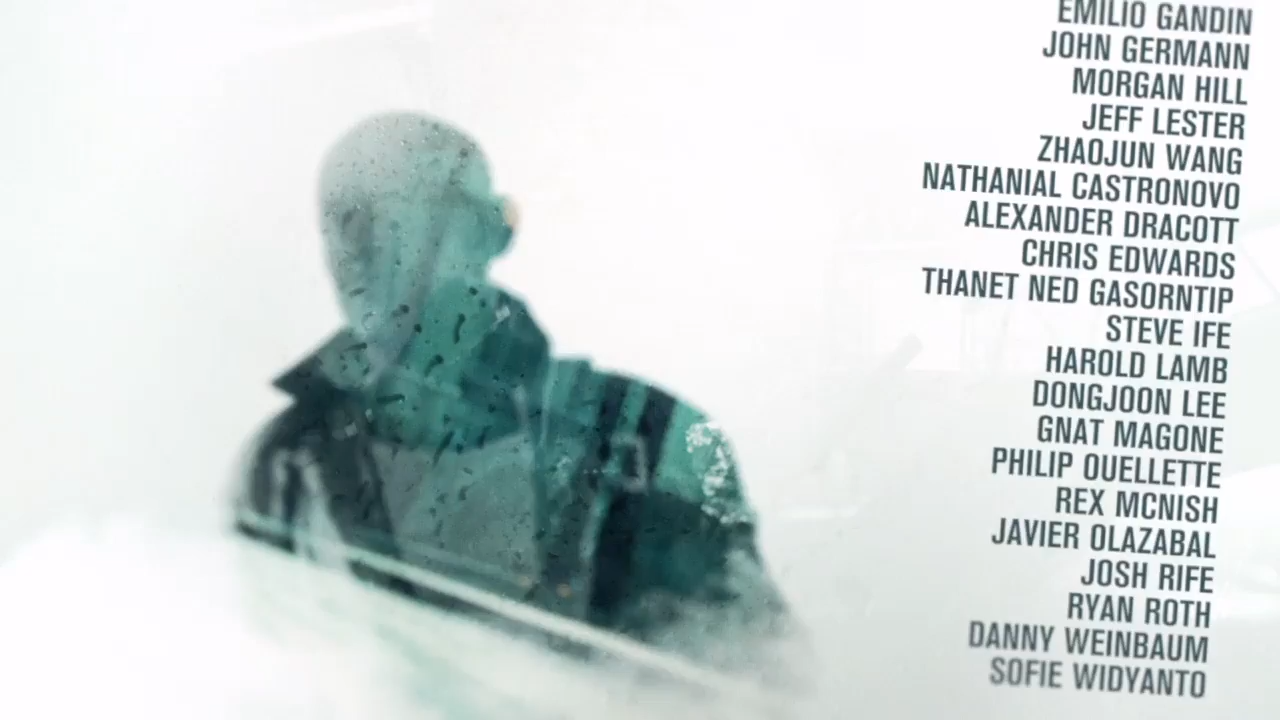 EMILIO GANDIN
JOHN GERMANN
MORGAN HILL
JEFF LESTER
ZHAOJUN WANG
NATHANIAL CASTRONOVO
ALEXANDER DRACOTT
CHRIS EDWARDS
THANET NED GASORNTIP
STEVE IFE
HAROLD LAMB
DONGJOON LEE
GNAT MAGONE
PHILIP OUELLETTE
REX MCNISH
JAVIER OLAZABAL
JOSH RIFE
RYAN ROTH
DANNY WEINBAUM
SOFIE WIDYANTO